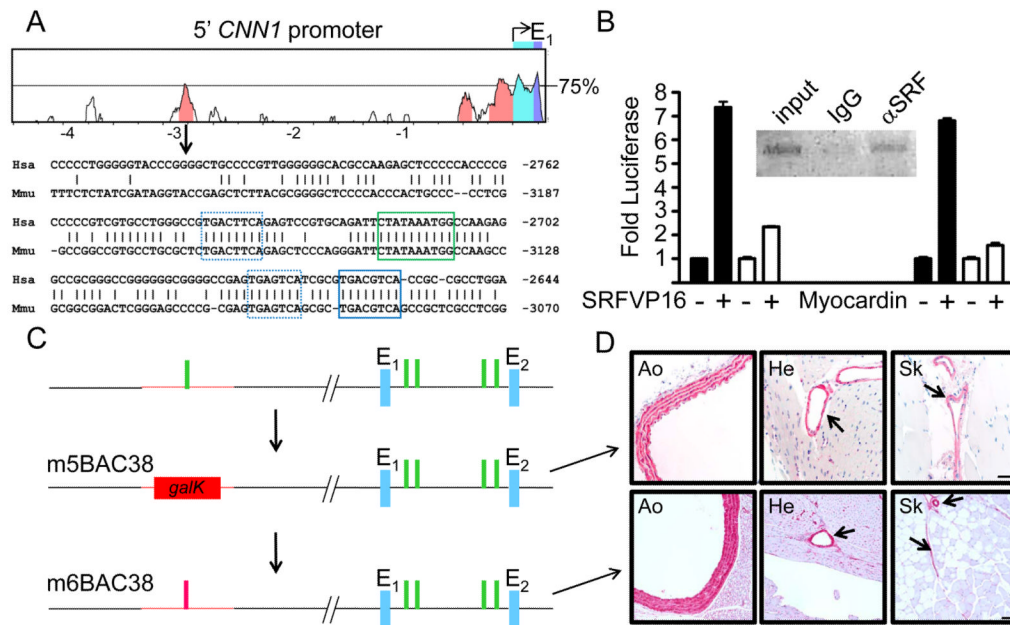 A
5' CNN1 promoter
E1
75%
-4 -3 -2 -1
Hsa CCCCCTGGGGGTACCCGGGGCTGCCCCGTTGGGGGGCACGCCAAGAGCTCCCCCACCCCG -2762
Mmu TTTCTCTATCGATAGGTACCGAGCTCTTACGCGGGGCTCCCCACCCACTGCCC--CCTCG -3187
Hsa CCCCCGTCGTGCCTGGGCCGTGACTTCAGAGTCCGTGCAGATTCTATAAATGGCCAAGAG -2702
Mmu -GCCGGCCGTGCCTGCGCTCTGACTTCAGAGCTCCCAGGGATTCTATAAATGGCCAAGCC -3128
Hsa GCCGCGGGCCGGGGGGCGGGGCCGAGTGAGTCATCGCGTGACGTCA-CCGC-CGCCTGGA -2644
Mmu GCGGCGGACTCGGGAGCCCCG-CGAGTGAGTCAGCGC-TGACGTCAGCCGCTCGCCTCGG -3070
B
Fold Luciferase
8
7
6
5
4
3
2
1
input IgG αSRF
SRFVP16 - + - + Myocardin - + - +
C
E1 E2
m5BAC38
galK
E1 E2
m6BAC38
E1 E2
D
Ao He Sk
Ao He Sk